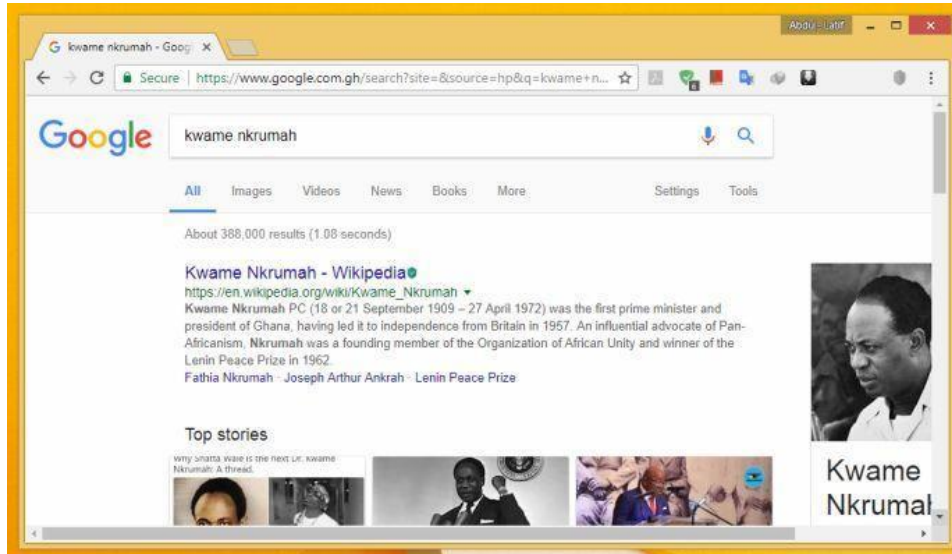 Abdul-Latif
kwame nkrumah - Goog
Secure | https://www.google.com.gh/search?site=&source=hp&q=kwame+n...
6
Google
kwame nkrumah
All Images Videos News Books More Settings Tools
About 388,000 results (1.08 seconds)
Kwame Nkrumah - Wikipedia
https://en.wikipedia.org/wiki/Kwame_Nkrumah
Kwame Nkrumah PC (18 or 21 September 1909 – 27 April 1972) was the first prime minister and
president of Ghana, having led it to independence from Britain in 1957. An influential advocate of Pan-
Africanism, Nkrumah was a founding member of the Organization of African Unity and winner of the
Lenin Peace Prize in 1962.
Fathia Nkrumah · Joseph Arthur Ankrah · Lenin Peace Prize
Top stories
Why Shatta Wale is the next Dr. Kwame
Nkrumah: A thread.
Kwame
Nkrumah